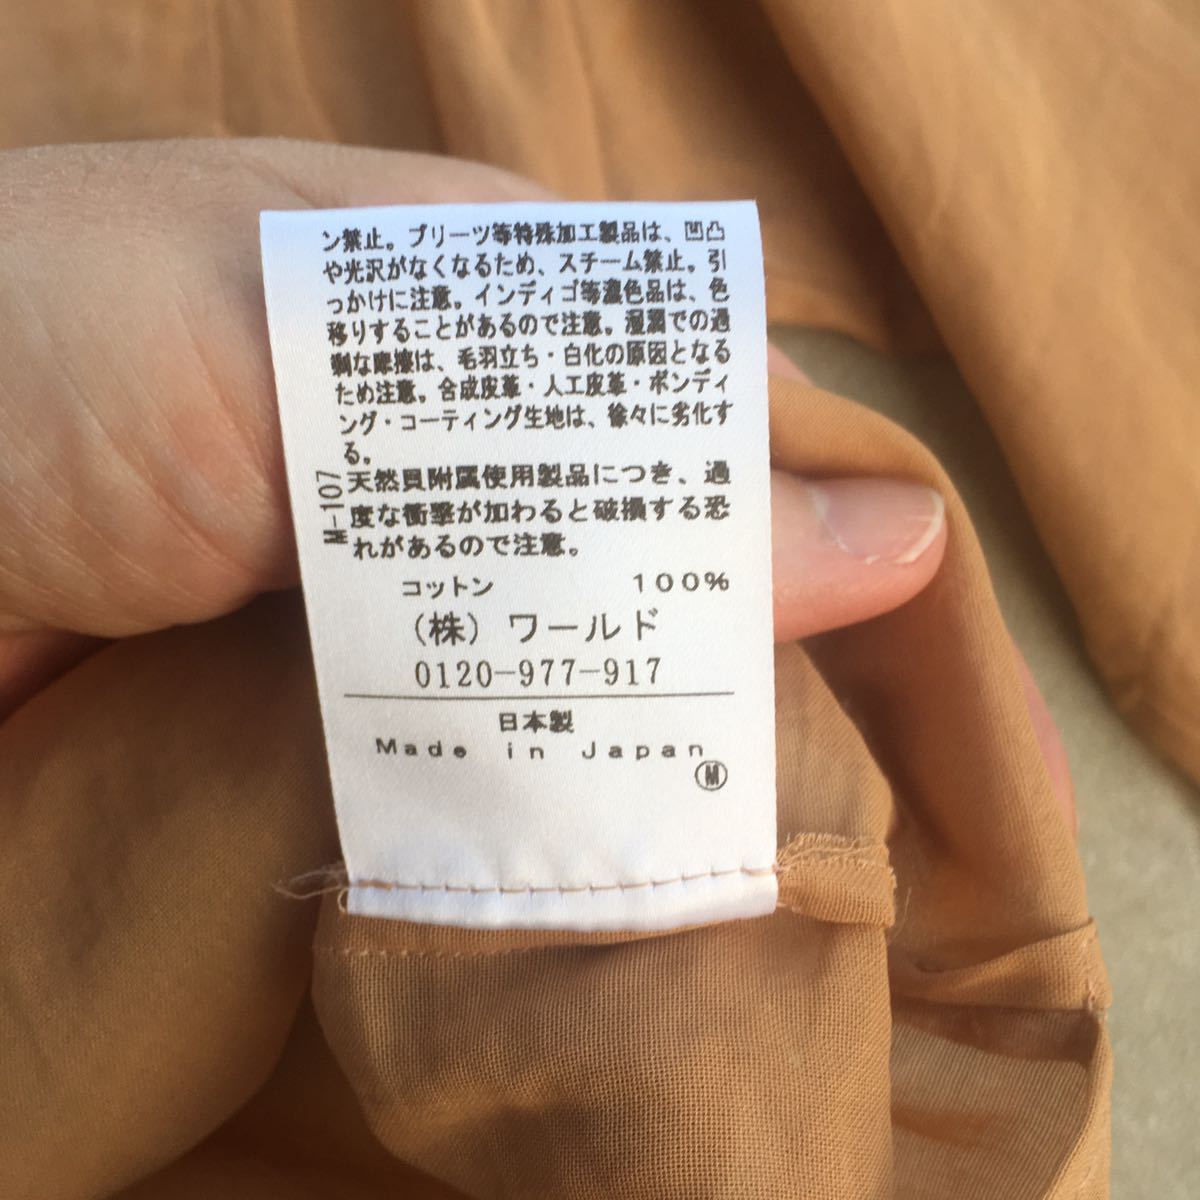 ン禁止。プリーツ等特殊加工製品は、凹凸
や光沢がなくなるため、スチーム禁止。引
っかけに注意。インディゴ等濃色品は、色
移りすることがあるので注意。湿潤での過
剰な摩擦は、毛羽立ち・白化の原因となる
ため注意。合成皮革・人工皮革・ボンディ
ング・コーティング生地は、徐々に劣化す
る。
天然貝附属使用製品につき、過
度な衝撃が加わると破損する恐
れがあるので注意。
M-107
コットン 100%
(株) ワールド
0120-977-917
日本製
Made in Japan
M